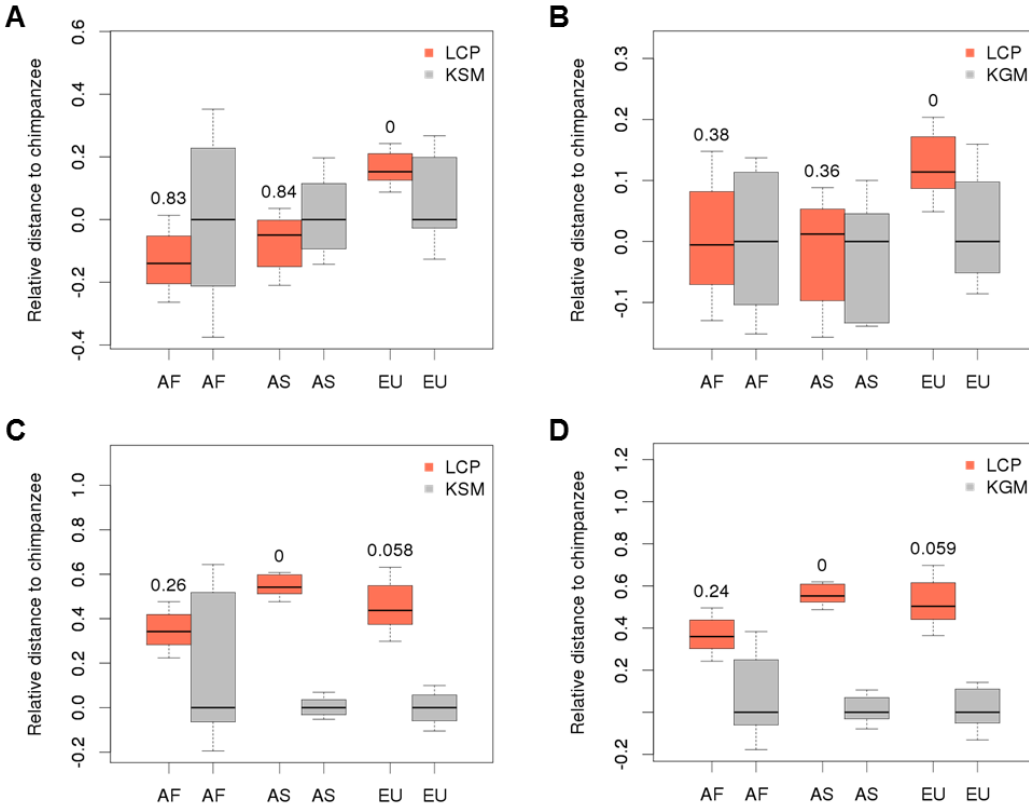 A
Relative distance to chimpanzee
0.6
0.4
0.2
0.0
-0.2
-0.4
LCP
KSM
0.83
0.84
0
AF AF AS AS EU EU
B
Relative distance to chimpanzee
0.3
0.2
0.1
0.0
-0.1
LCP
KGM
0.38
0.36
0
AF AF AS AS EU EU
C
Relative distance to chimpanzee
1.0
0.8
0.6
0.4
0.2
0.0
-0.2
LCP
KSM
0.26
0
0.058
AF AF AS AS EU EU
D
Relative distance to chimpanzee
1.2
1.0
0.8
0.6
0.4
0.2
-0.2
LCP
KGM
0.24
0
0.059
AF AF AS AS EU EU